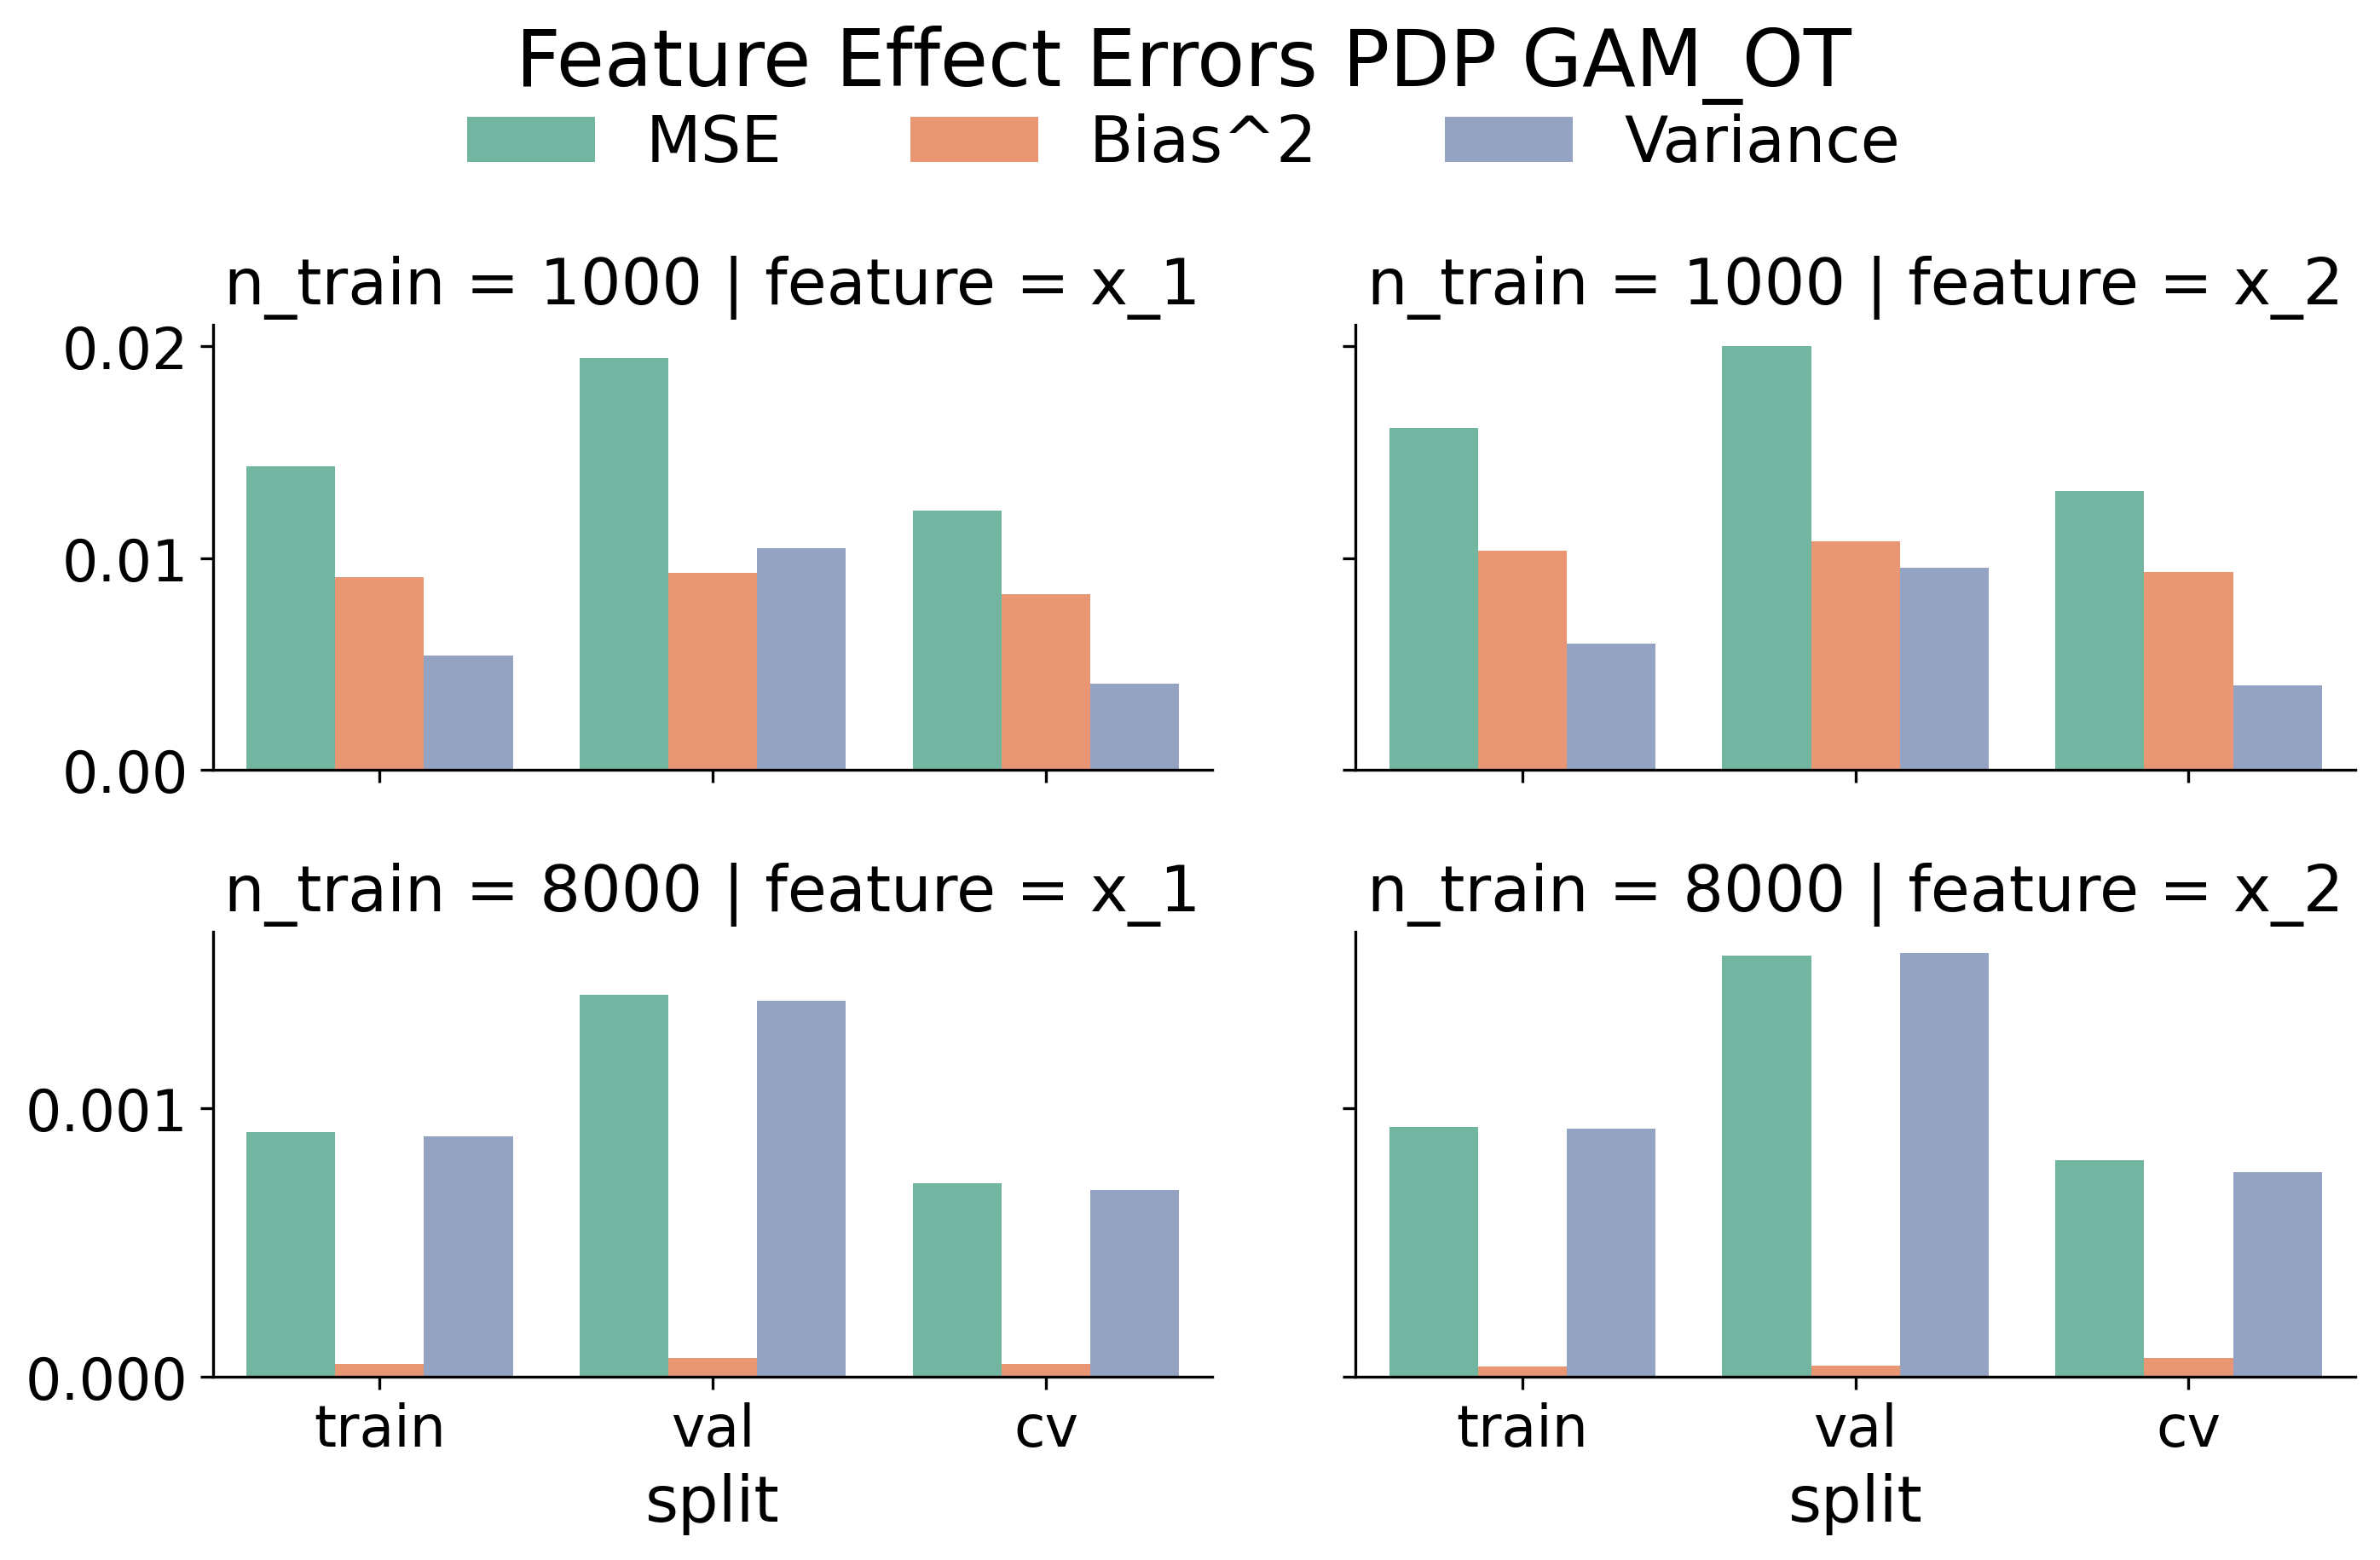 Feature Effect Errors PDP GAM_OT
MSE Bias^2 Variance
n_train = 1000 | feature = x_1
n_train = 1000 | feature = x_2
0.02
0.01
0.00
n_train = 8000 | feature = x_1
n_train = 8000 | feature = x_2
0.001
0.000
train val cv
split
train val cv
split